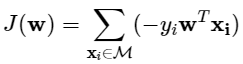 J(w) = ∑_{x_i∈ℳ} (−y_i w^T x_i)